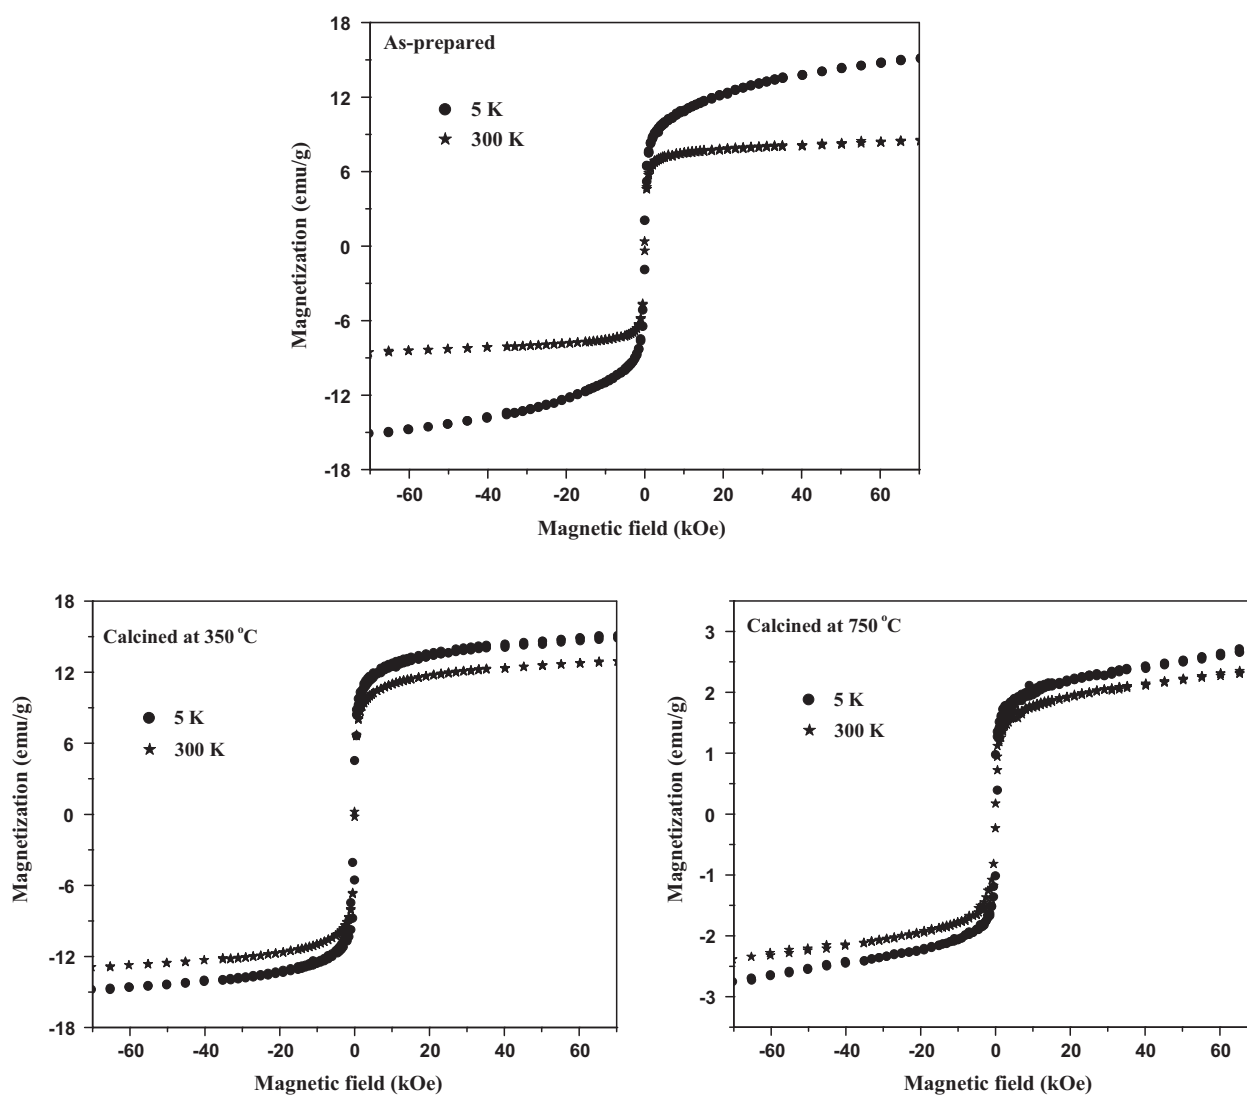 As-prepared
5 K
300 K
18
12
6
0
-6
-12
-18
Magnetization (emu/g)
-60 -40 -20 0 20 40 60
Magnetic field (kOe)
Calcined at 350 °C
5 K
300 K
18
12
6
0
-6
-12
-18
Magnetization (emu/g)
-60 -40 -20 0 20 40 60
Magnetic field (kOe)
Calcined at 750 °C
5 K
300 K
3
2
1
0
-1
-2
-3
Magnetization (emu/g)
-60 -40 -20 0 20 40 60
Magnetic field (kOe)